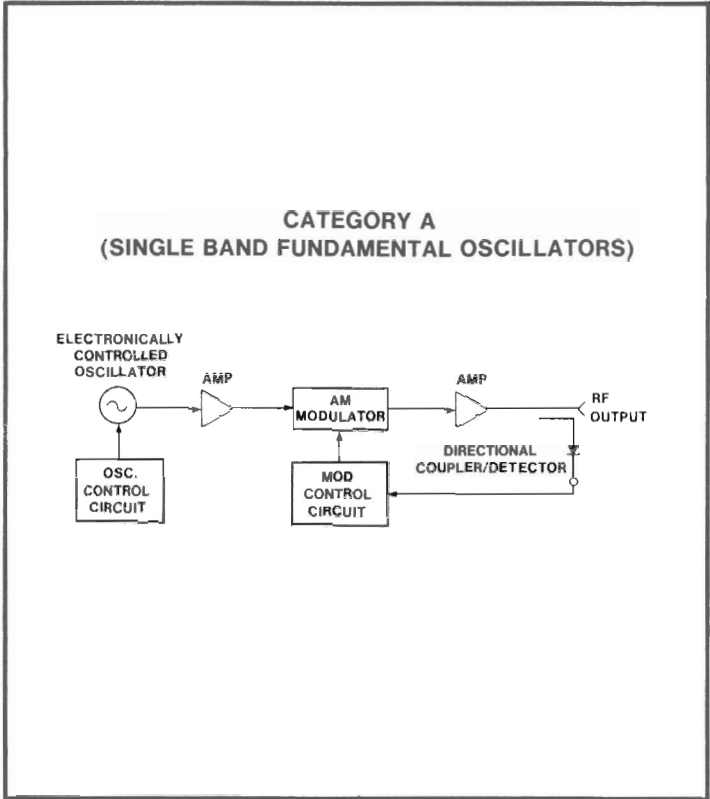 CATEGORY A
(SINGLE BAND FUNDAMENTAL OSCILLATORS)
ELECTRONICALLY
CONTROLLED
OSCILLATOR
AMP
AM
MODULATOR
AMP
RF
OUTPUT
DIRECTIONAL
COUPLER/DETECTOR
OSC.
CONTROL
CIRCUIT
MOD
CONTROL
CIRCUIT